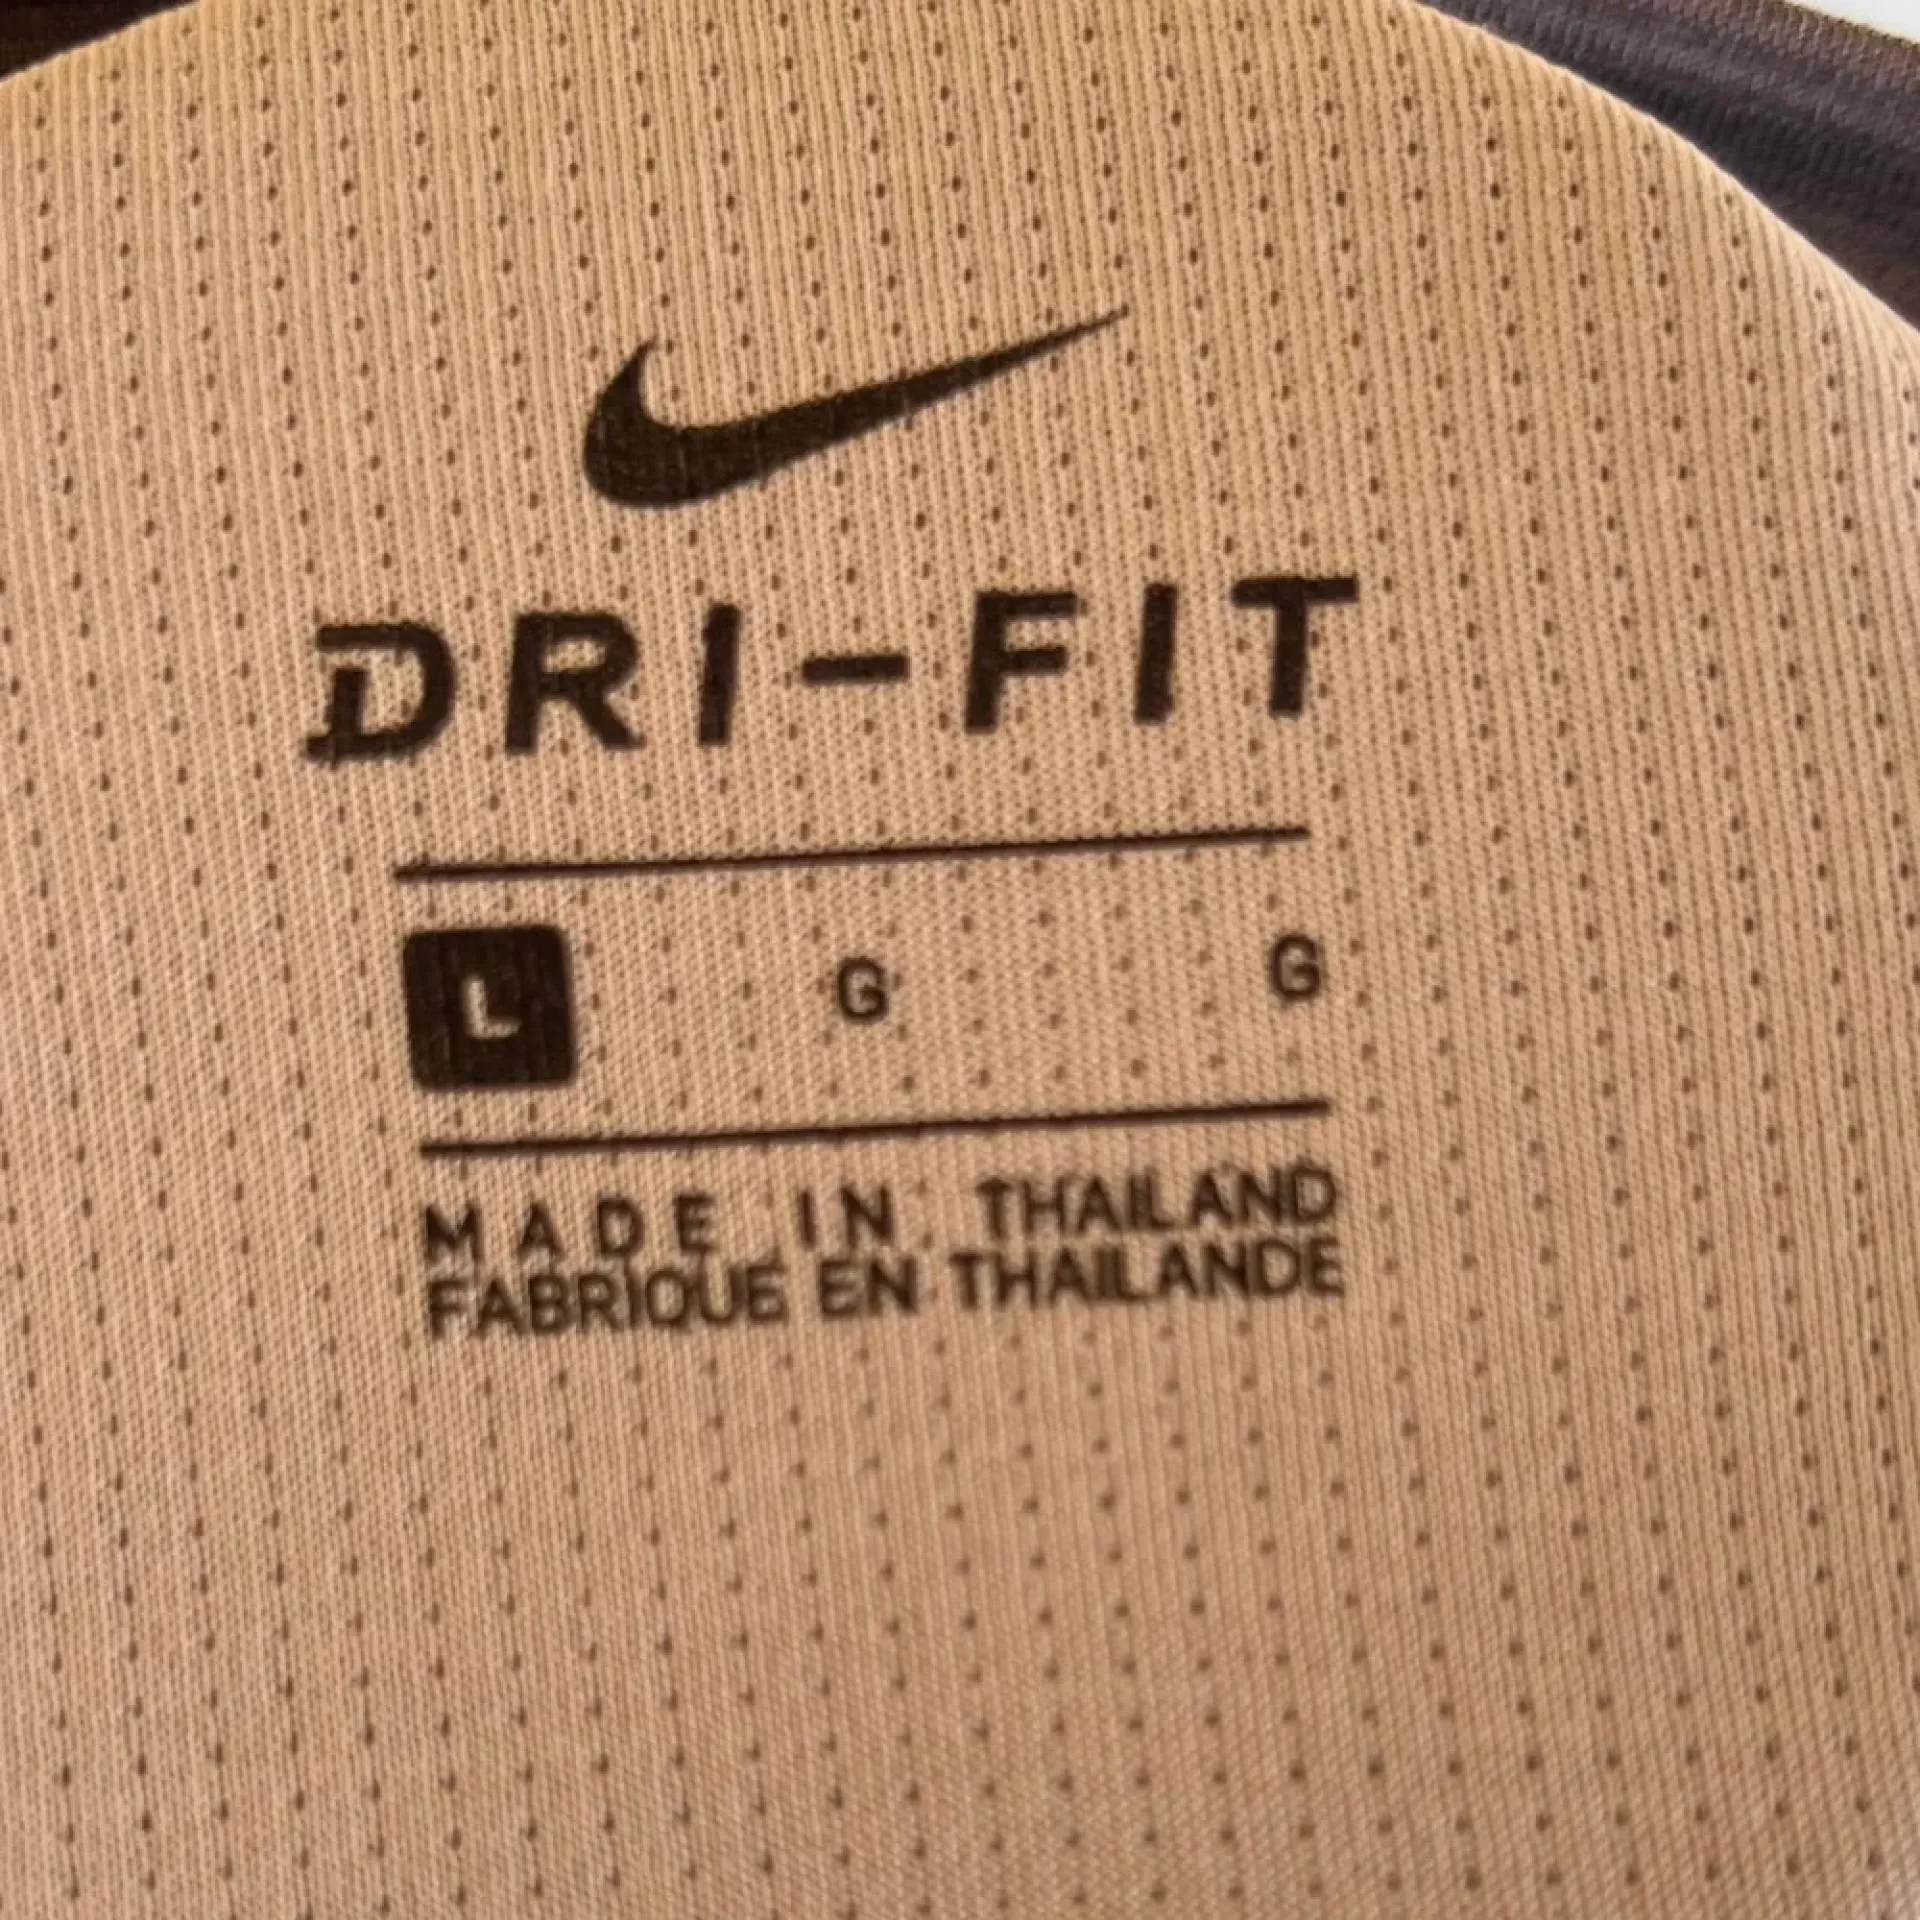 DRI-FIT
L G G
MADE IN THAILAND
FABRIQUE EN THAILANDE